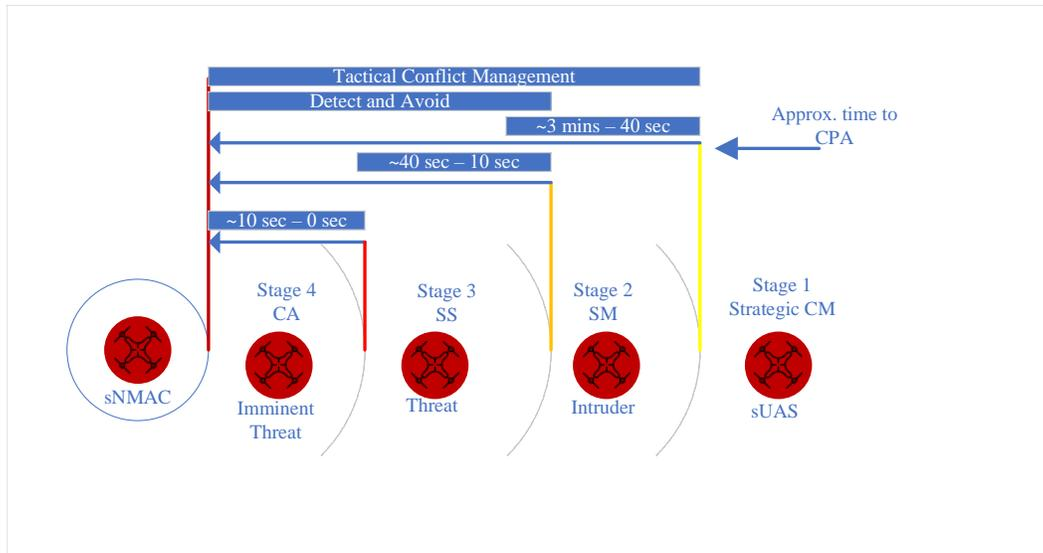 Tactical Conflict Management
Detect and Avoid
~3 mins – 40 sec
Approx. time to
CPA
~40 sec – 10 sec
~10 sec – 0 sec
Stage 4
CA
Stage 3
SS
Stage 2
SM
Stage 1
Strategic CM
sNMAC
Imminent
Threat
Threat
Intruder
sUAS